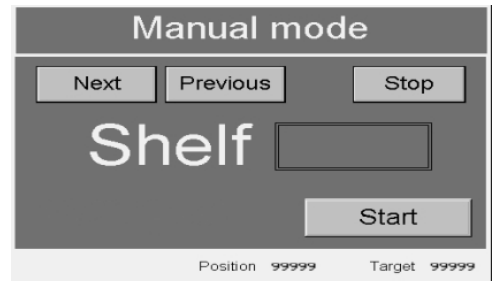 Manual mode
Next Previous Stop
Shelf
Start
Position 99999 Target 99999